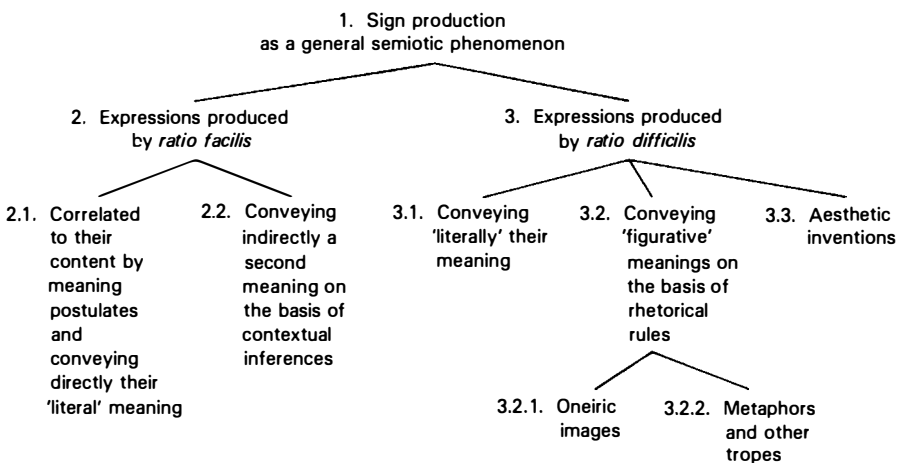 1. Sign production
as a general semiotic phenomenon
2. Expressions produced
by ratio facilis
3. Expressions produced
by ratio difficilis
2.1. Correlated
to their
content by
meaning
postulates
and
conveying
directly their
'literal' meaning
2.2. Conveying
indirectly a
second
meaning on
the basis of
contextual
inferences
3.1. Conveying
'literally' their
meaning
3.2. Conveying
'figurative'
meanings on
the basis of
rhetorical
rules
3.3. Aesthetic
inventions
3.2.1. Oneiric
images
3.2.2. Metaphors
and other
tropes